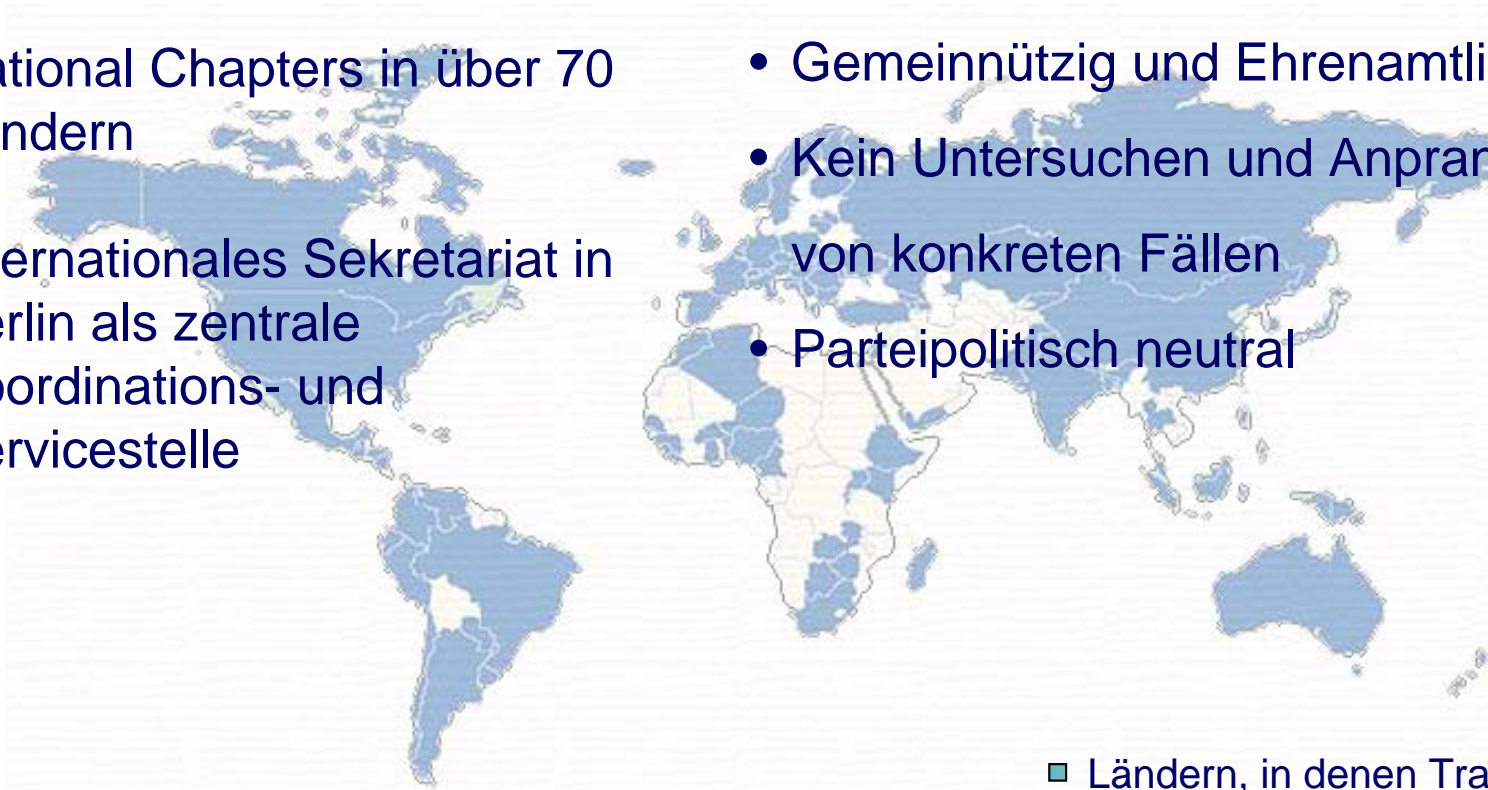 ational Chapters in über 70
ndern
ernationales Sekretariat in
erlin als zentrale
oordinations- und
ervicestelle
• Gemeinnützig und Ehrenamtli
• Kein Untersuchen und Anpran
von konkreten Fällen
• Parteipolitisch neutral
Ländern, in denen Tra